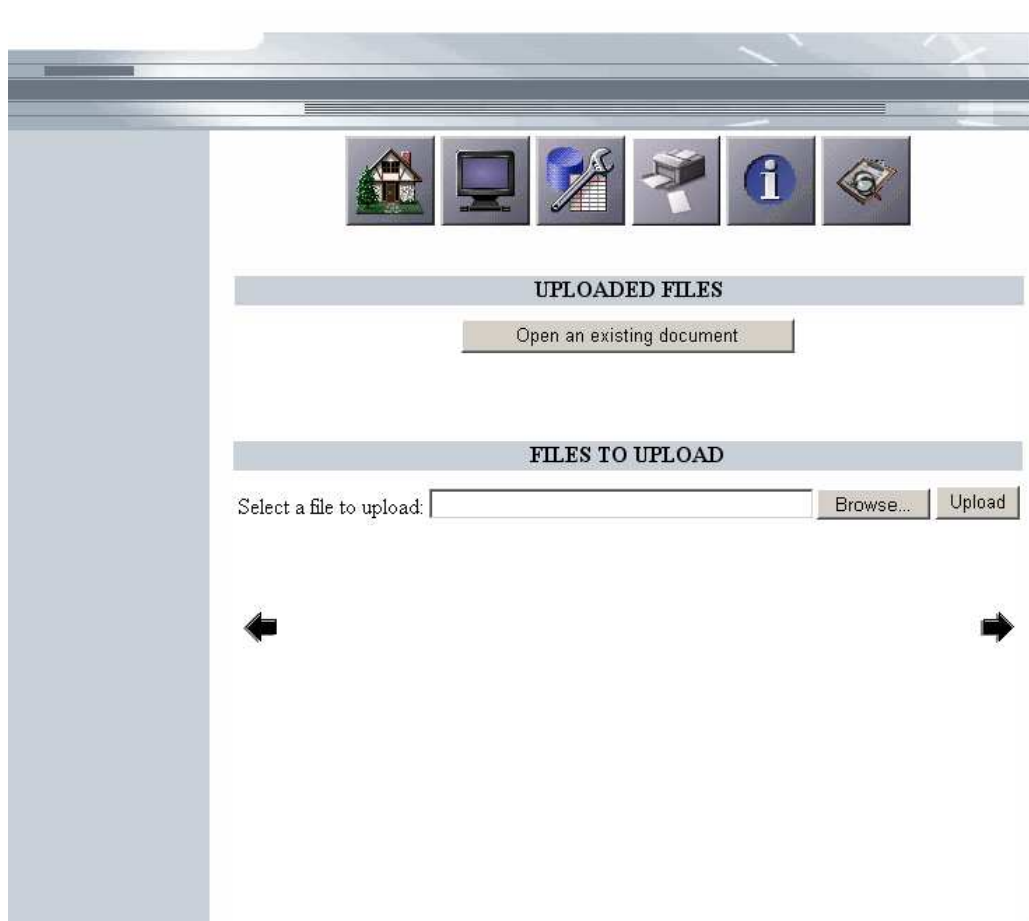 UPLOADED FILES
Open an existing document
FILES TO UPLOAD
Select a file to upload: Browse... Upload